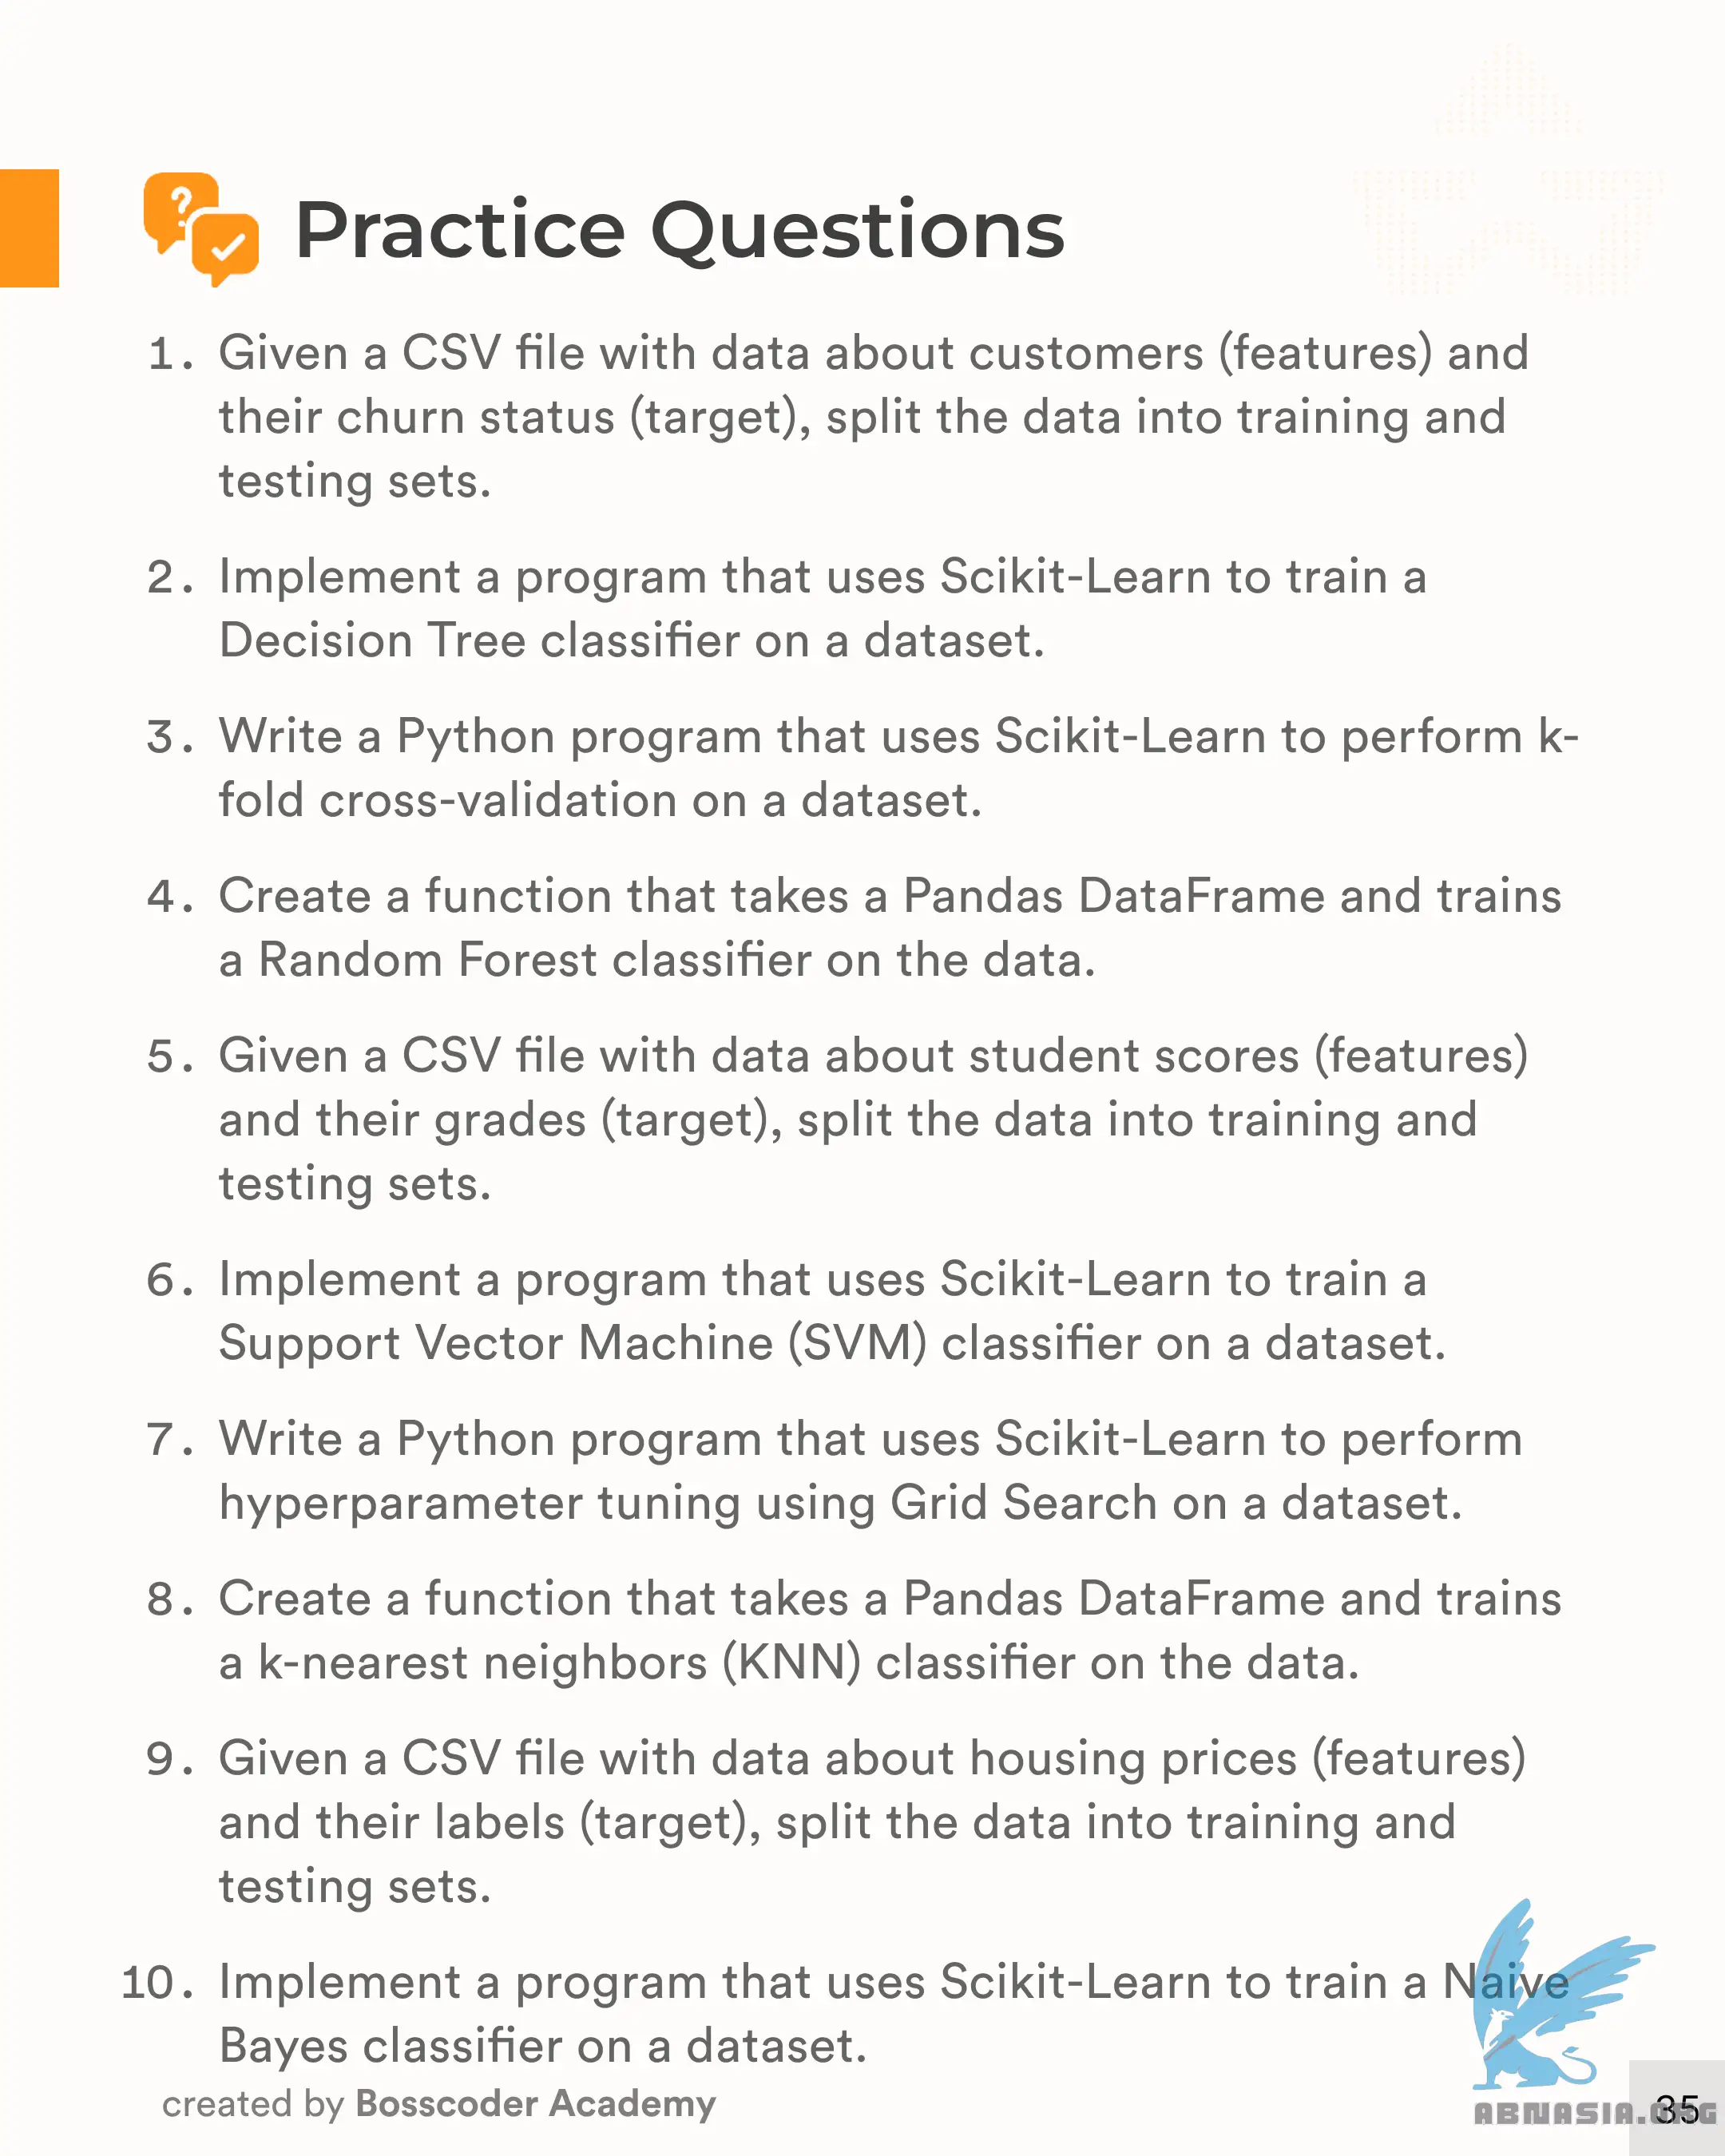 Practice Questions
1. Given a CSV file with data about customers (features) and
their churn status (target), split the data into training and
testing sets.
2. Implement a program that uses Scikit-Learn to train a
Decision Tree classifier on a dataset.
3. Write a Python program that uses Scikit-Learn to perform k-
fold cross-validation on a dataset.
4. Create a function that takes a Pandas DataFrame and trains
a Random Forest classifier on the data.
5. Given a CSV file with data about student scores (features)
and their grades (target), split the data into training and
testing sets.
6. Implement a program that uses Scikit-Learn to train a
Support Vector Machine (SVM) classifier on a dataset.
7. Write a Python program that uses Scikit-Learn to perform
hyperparameter tuning using Grid Search on a dataset.
8. Create a function that takes a Pandas DataFrame and trains
a k-nearest neighbors (KNN) classifier on the data.
9. Given a CSV file with data about housing prices (features)
and their labels (target), split the data into training and
testing sets.
10. Implement a program that uses Scikit-Learn to train a Naive
Bayes classifier on a dataset.
created by Bosscoder Academy
ABNASIA.ORG
35